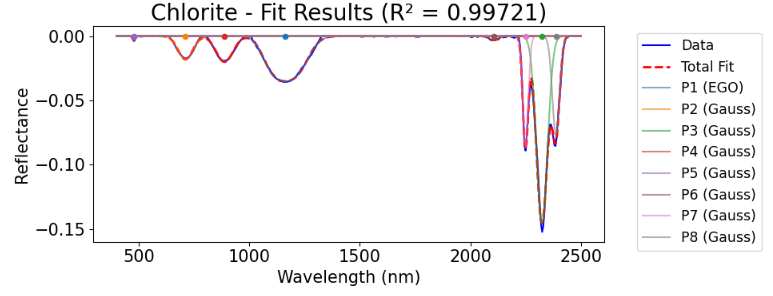 Chlorite - Fit Results (R² = 0.99721)
0.00
−0.05
−0.10
−0.15
Reflectance
500
1000
1500
2000
2500
Wavelength (nm)
Data
Total Fit
P1 (EGO)
P2 (Gauss)
P3 (Gauss)
P4 (Gauss)
P5 (Gauss)
P6 (Gauss)
P7 (Gauss)
P8 (Gauss)